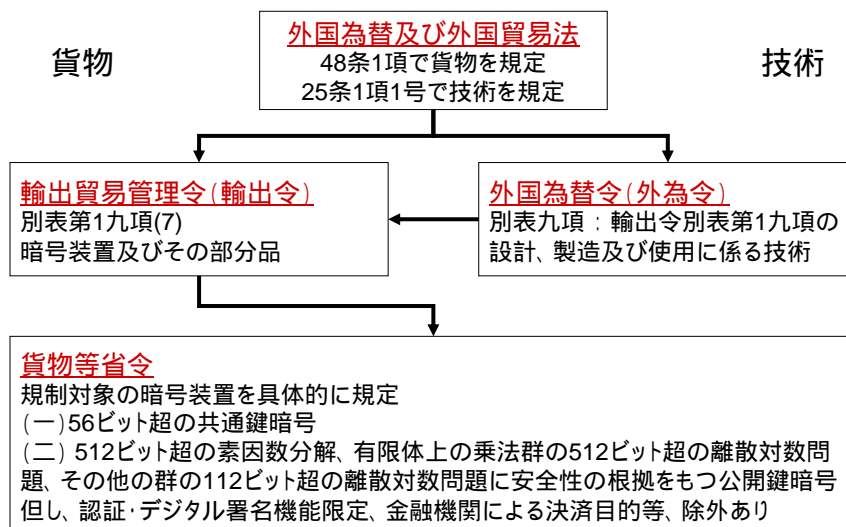 貨物
外国為替及び外国貿易法
48条1項で貨物を規定
25条1項1号で技術を規定
技術
輸出貿易管理令(輸出令)
別表第1九項(7)
暗号装置及びその部分品
外国為替令(外為令)
別表九項：輸出令別表第1九項の
設計、製造及び使用に係る技術
貨物等省令
規制対象の暗号装置を具体的に規定
(一)56ビット超の共通鍵暗号
(二) 512ビット超の素因数分解、有限体上の乗法群の512ビット超の離散対数問
題、その他の群の112ビット超の離散対数問題に安全性の根拠をもつ公開鍵暗号
但し、認証・デジタル署名機能限定、金融機関による決済目的等、除外あり